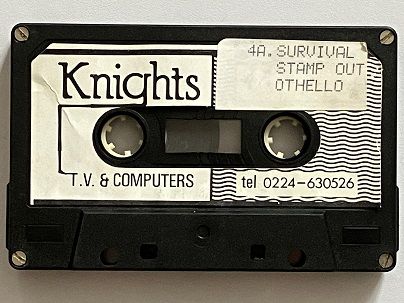 Knights
4A. SURVIVAL
STAMP OUT
OTHELLO
T.V. & COMPUTERS
tel 0224-630526